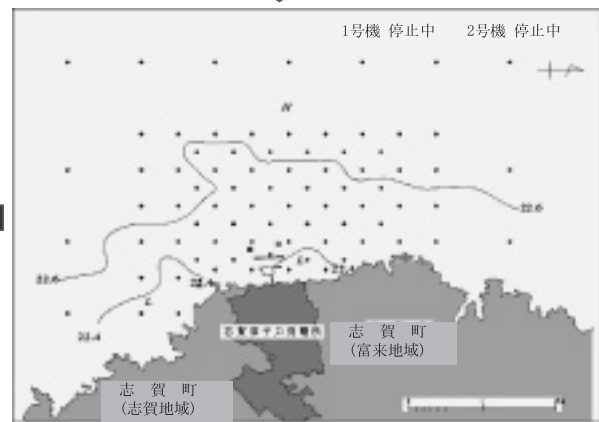 1号機 停止中 2号機 停止中
22.6
22.6
22.4
志賀原子力発電所
志 賀 町
(富来地域)
志 賀 町
(志賀地域)